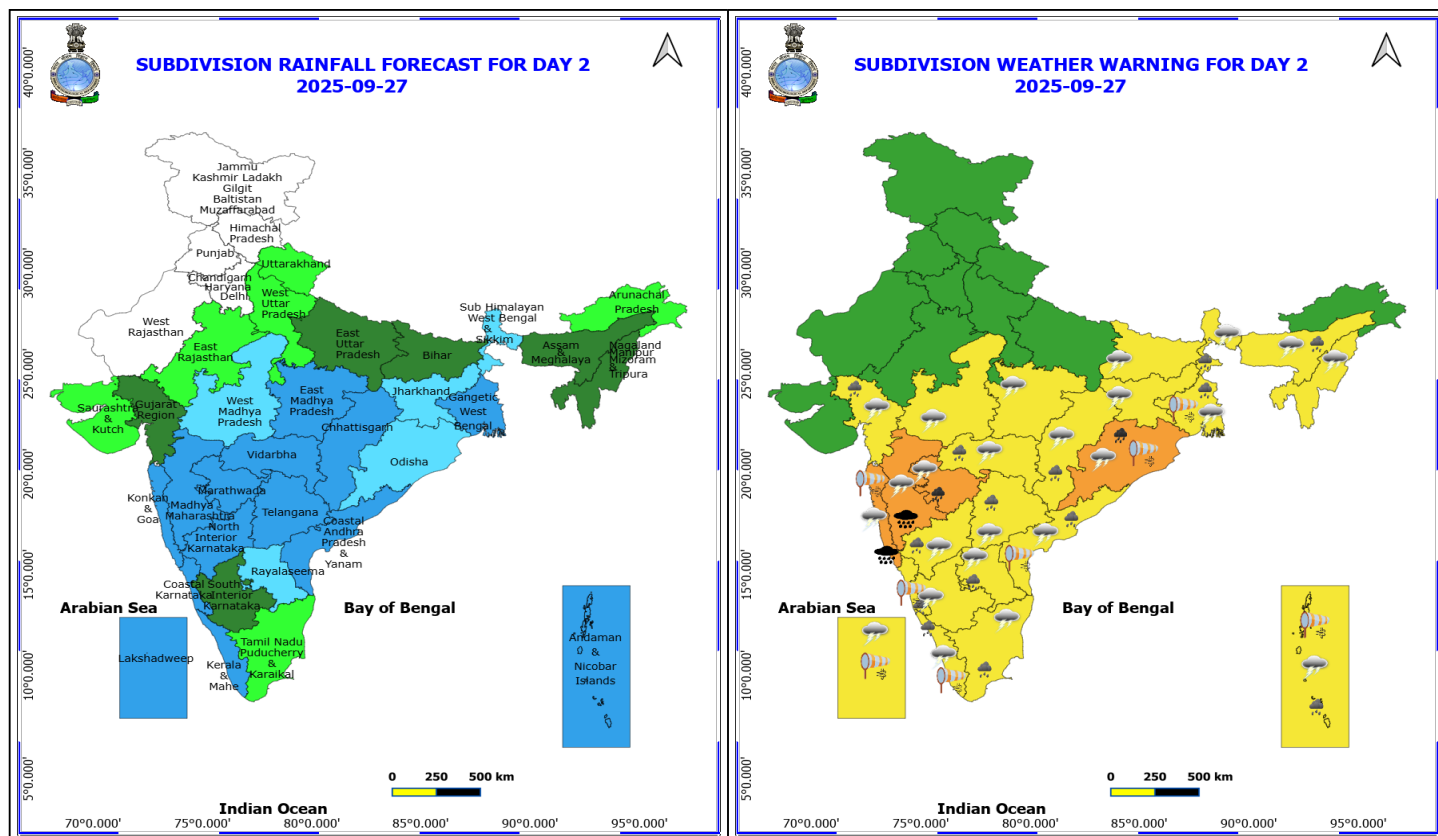 SUBDIVISION RAINFALL FORECAST FOR DAY 2
2025-09-27
40°0.000'
35°0.000'
30°0.000'
25°0.000'
20°0.000'
15°0.000'
10°0.000'
5°0.000'
Jammu
Kashmir Ladakh
Gilgit
Baltistan
Muzaffarabad
Himachal
Pradesh
Punjab
Chandigarh
Haryana
Delhi
Uttarakhand
West
Uttar
Pradesh
West
Rajasthan
East
Rajasthan
East
Uttar
Pradesh
Bihar
Sub Himalayan
West Bengal
&
Sikkim
Arunachal
Pradesh
Assam
&
Meghalaya
Nagaland
Manipur
Mizoram
&
Tripura
Saurashtra
&
Kutch
Gujarat
Region
West
Madhya
Pradesh
East
Madhya
Pradesh
Jharkhand
Gangetic
West
Bengal
Chhattisgarh
Odisha
Vidarbha
Konkan
&
Goa
Madhya
Maharashtra
Marathwada
Telangana
North
Interior
Karnataka
Coastal
Andhra
Pradesh
&
Yanam
Rayalaseema
Coastal
Karnataka
South
Interior
Karnataka
Tamil Nadu
Puducherry
&
Karaikal
Kerala
&
Mahe
Lakshadweep
Andaman
&
Nicobar
Islands
Arabian Sea
Bay of Bengal
0 250 500 km
Indian Ocean
70°0.000' 75°0.000' 80°0.000' 85°0.000' 90°0.000' 95°0.000'
SUBDIVISION WEATHER WARNING FOR DAY 2
2025-09-27
40°0.000'
35°0.000'
30°0.000'
25°0.000'
20°0.000'
15°0.000'
10°0.000'
5°0.000'
Arabian Sea
Bay of Bengal
0 250 500 km
Indian Ocean
70°0.000' 75°0.000' 80°0.000' 85°0.000' 90°0.000' 95°0.000'